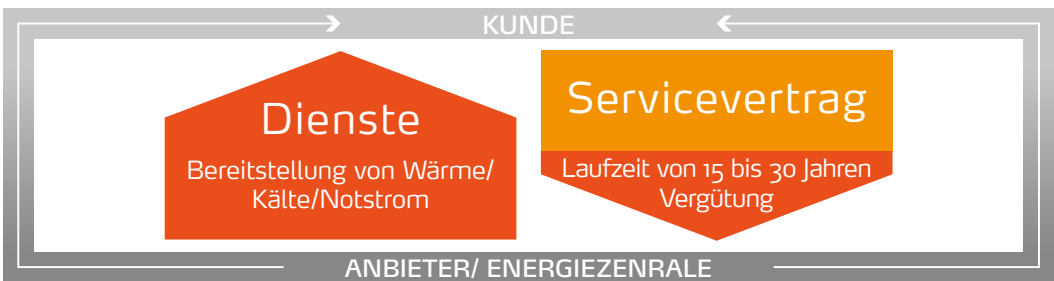 KUNDE
Dienste
Bereitstellung von Wärme/
Kälte/Notstrom
Servicevertrag
Laufzeit von 15 bis 30 Jahren
Vergütung
ANBIETER/ ENERGIEZENRALE